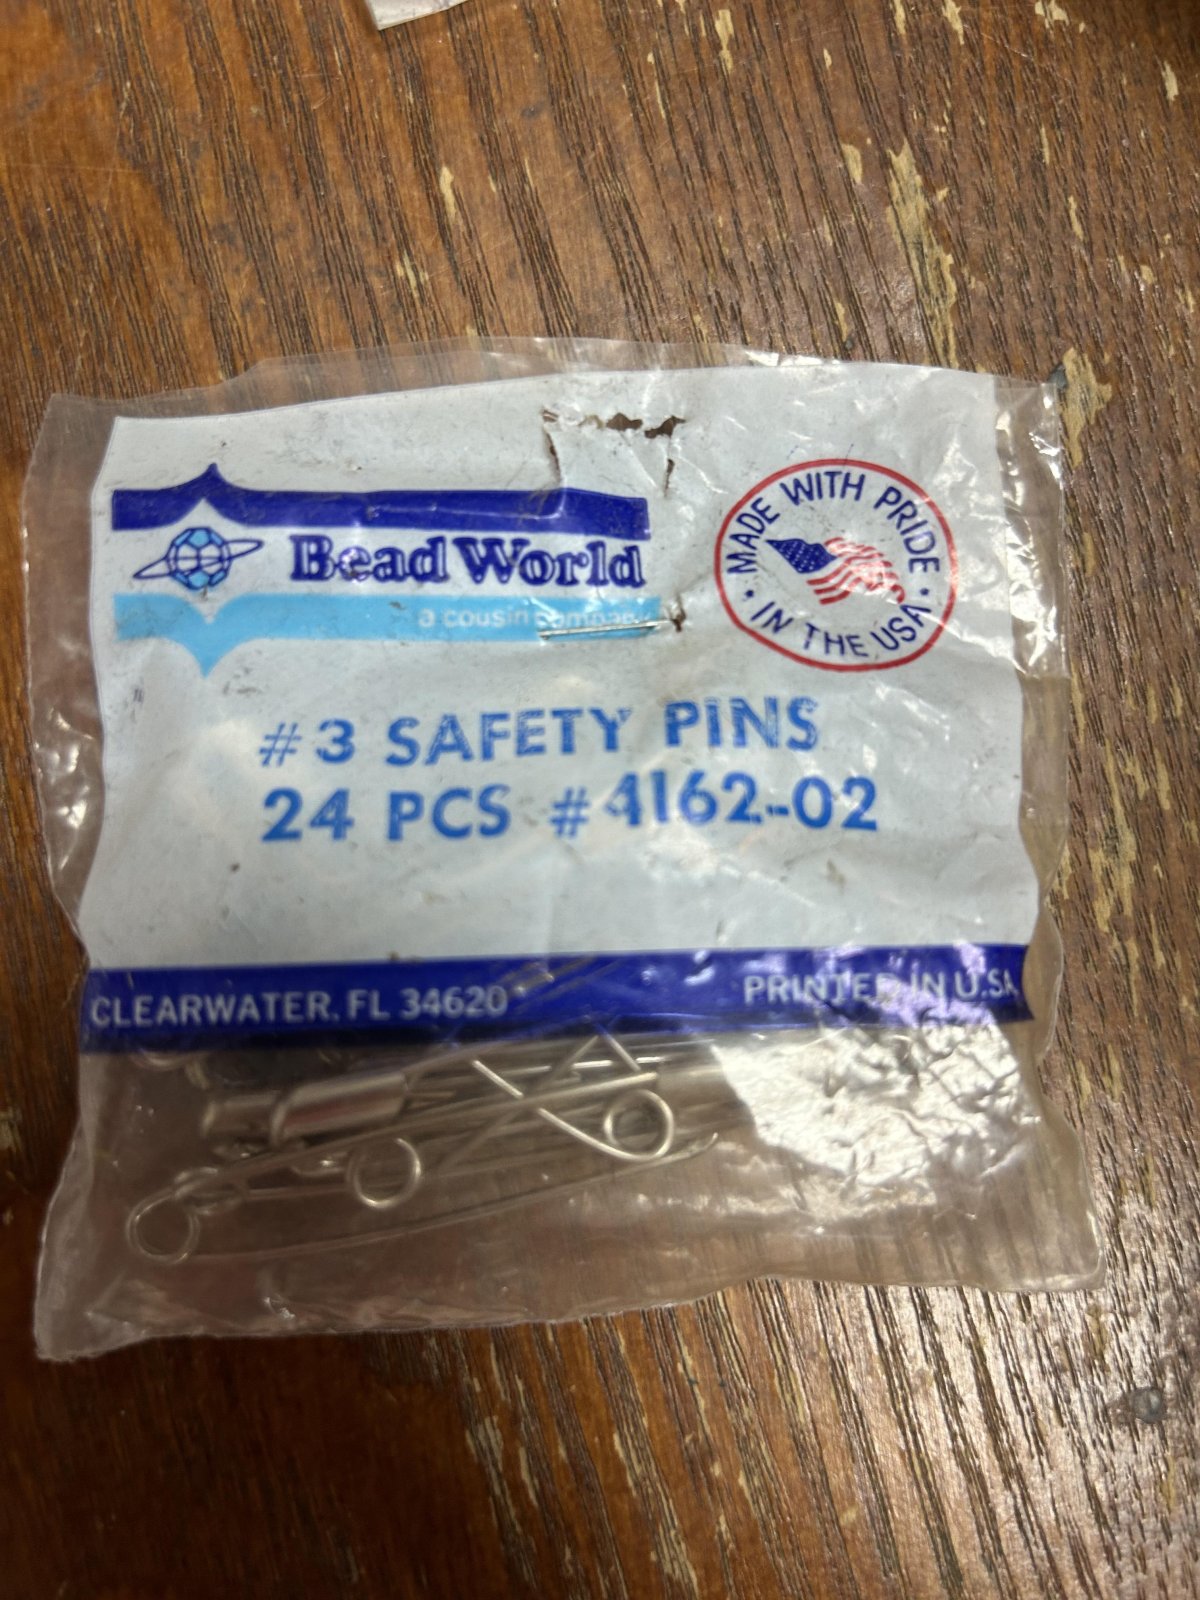 Bead World
a cousin company
MADE WITH PRIDE
• IN THE USA •
#3 SAFETY PINS
24 PCS #4162-02
CLEARWATER, FL 34620
PRINTED IN U.S.A.